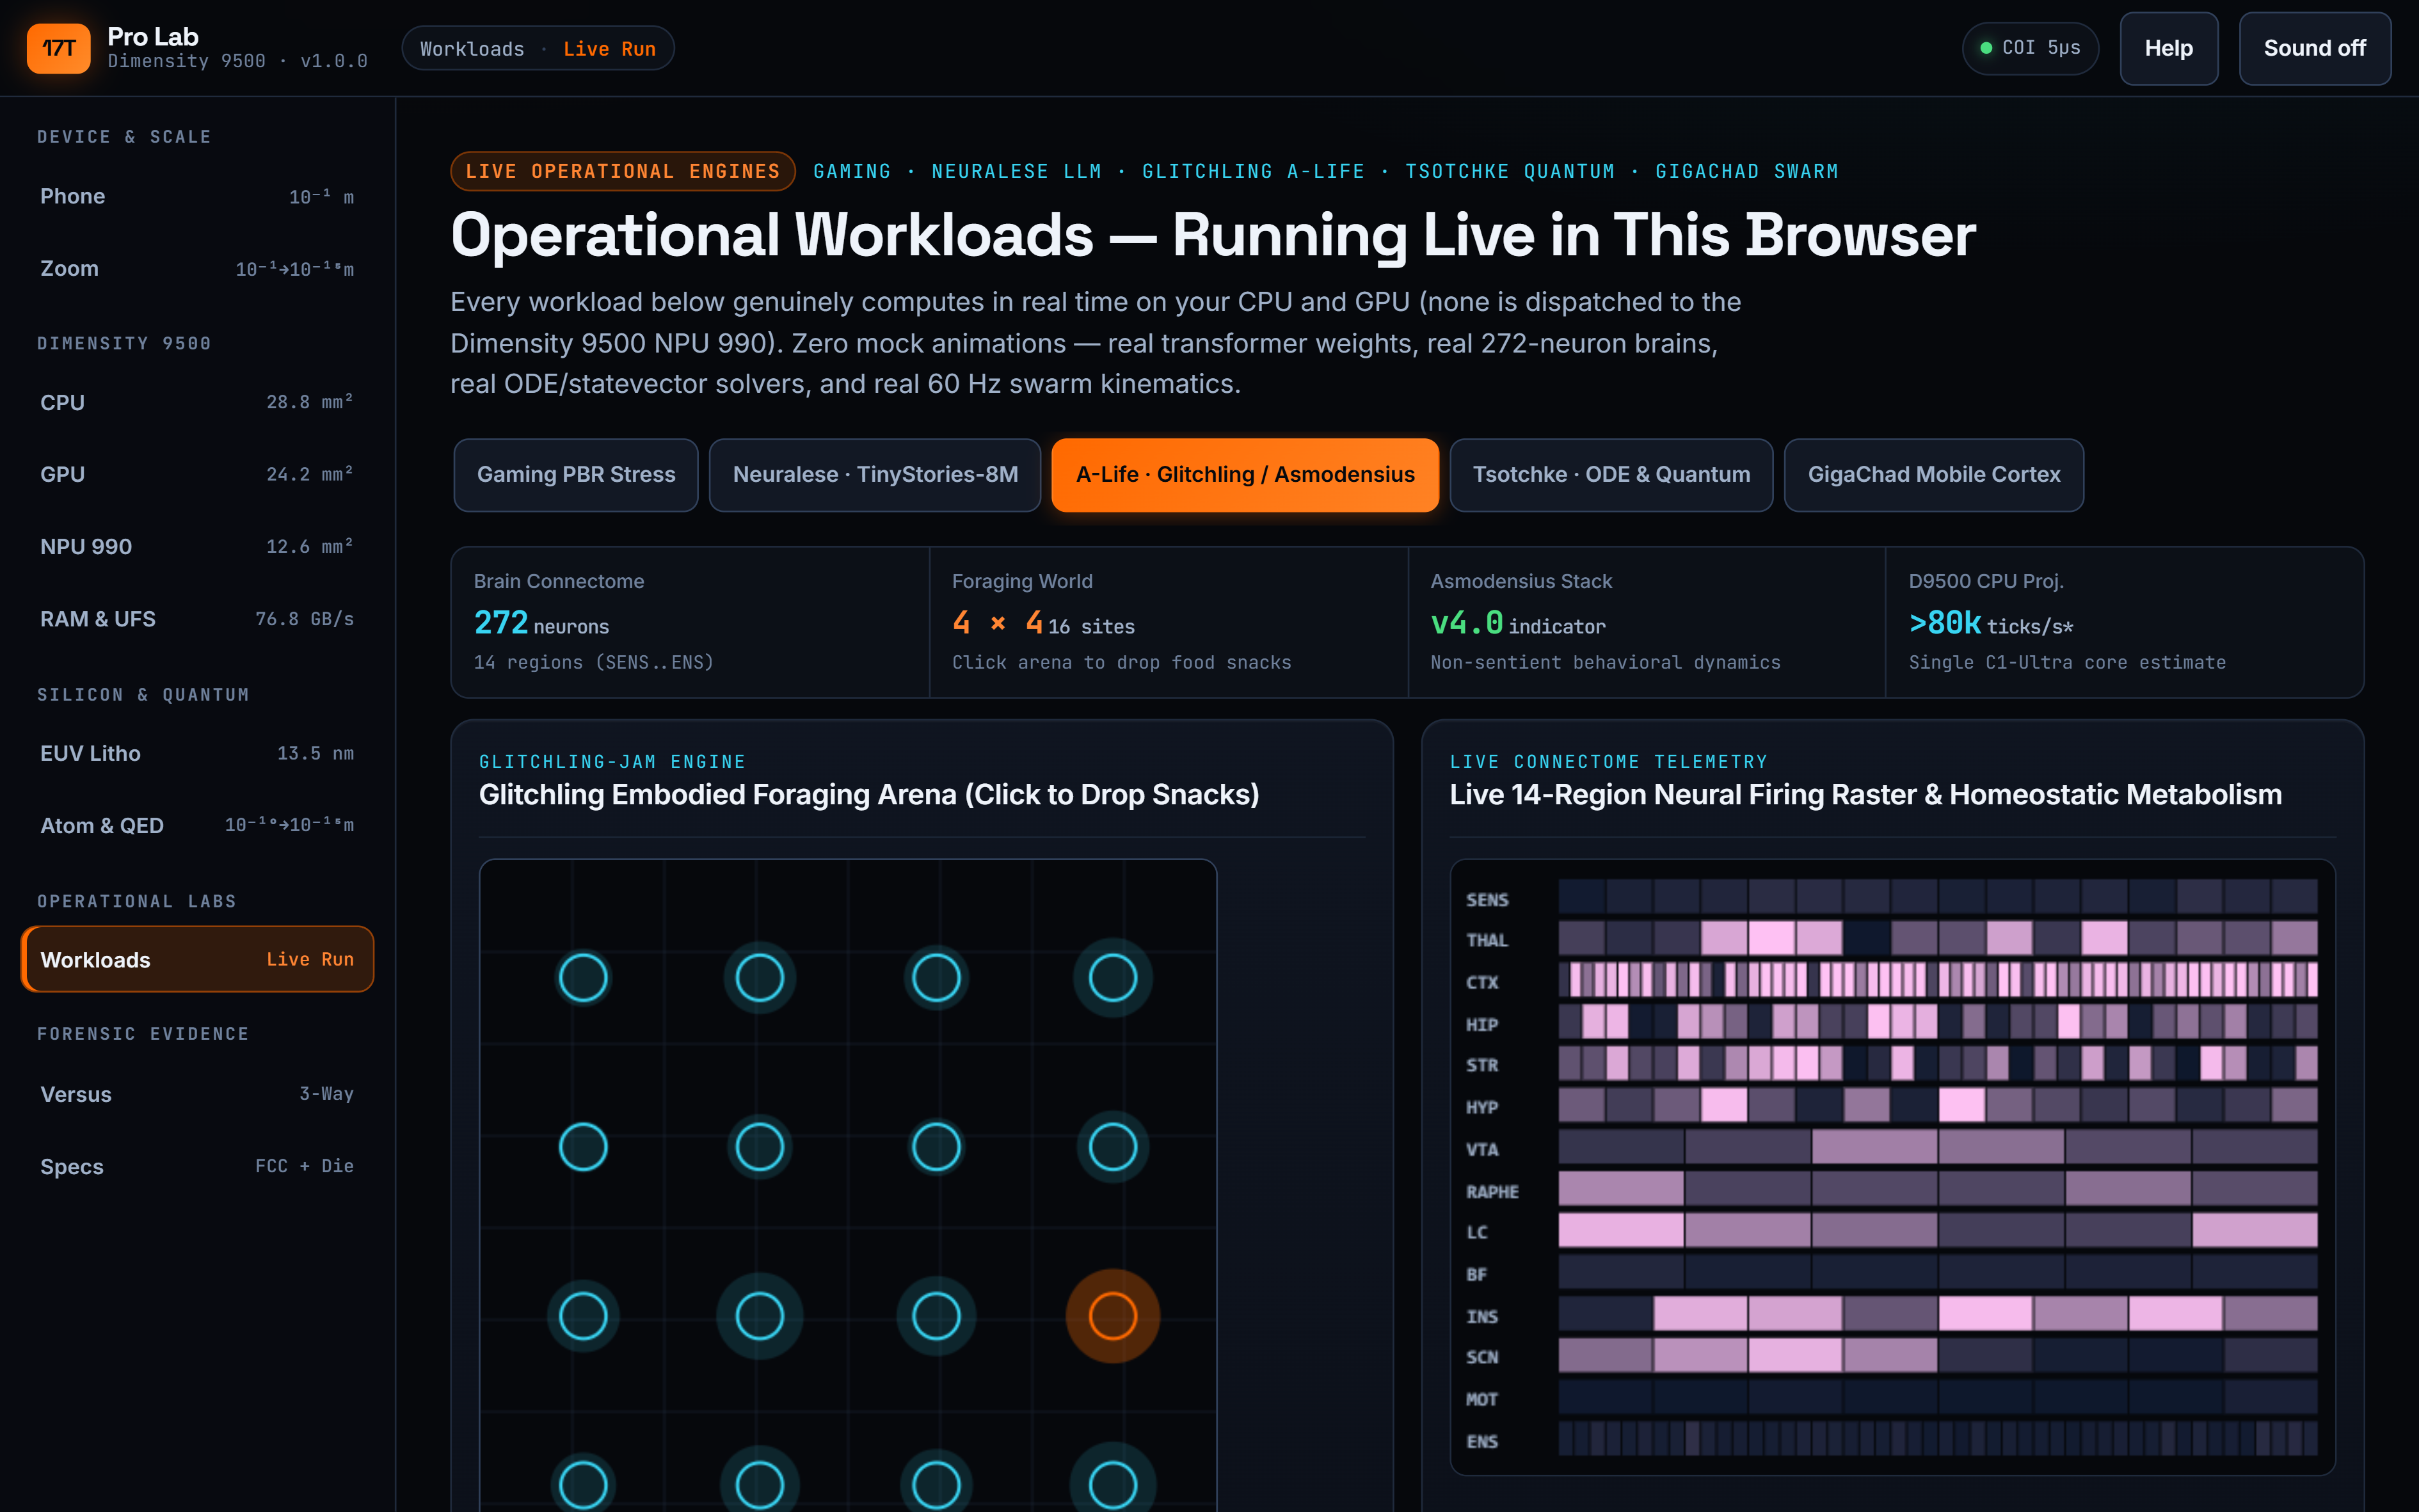 17T
Pro Lab
Dimensity 9500 · v1.0.0
Workloads · Live Run
COI 5µs
Help
Sound off
DEVICE & SCALE
Phone 10⁻¹ m
Zoom 10⁻¹→10⁻¹⁵m
DIMENSITY 9500
CPU 28.8 mm²
GPU 24.2 mm²
NPU 990 12.6 mm²
RAM & UFS 76.8 GB/s
SILICON & QUANTUM
EUV Litho 13.5 nm
Atom & QED 10⁻¹⁰→10⁻¹⁵m
OPERATIONAL LABS
Workloads Live Run
FORENSIC EVIDENCE
Versus 3-Way
Specs FCC + Die
LIVE OPERATIONAL ENGINES GAMING · NEURALESE LLM · GLITCHLING A-LIFE · TSOTCHKE QUANTUM · GIGACHAD SWARM
Operational Workloads — Running Live in This Browser
Every workload below genuinely computes in real time on your CPU and GPU (none is dispatched to the
Dimensity 9500 NPU 990). Zero mock animations — real transformer weights, real 272-neuron brains,
real ODE/statevector solvers, and real 60 Hz swarm kinematics.
Gaming PBR Stress
Neuralese · TinyStories-8M
A-Life · Glitchling / Asmodensius
Tsotchke · ODE & Quantum
GigaChad Mobile Cortex
Brain Connectome
272 neurons
14 regions (SENS..ENS)
Foraging World
4 × 4 16 sites
Click arena to drop food snacks
Asmodensius Stack
v4.0 indicator
Non-sentient behavioral dynamics
D9500 CPU Proj.
>80k ticks/s*
Single C1-Ultra core estimate
GLITCHLING-JAM ENGINE
Glitchling Embodied Foraging Arena (Click to Drop Snacks)
LIVE CONNECTOME TELEMETRY
Live 14-Region Neural Firing Raster & Homeostatic Metabolism
SENS
THAL
CTX
HIP
STR
HYP
VTA
RAPHE
LC
BF
INS
SCN
MOT
ENS